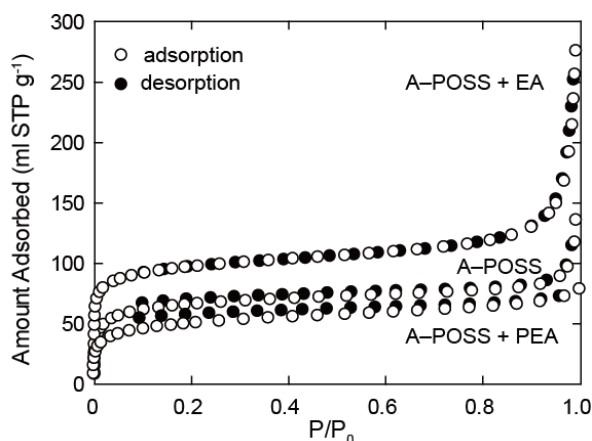 300
250
200
150
100
50
0
Amount Adsorbed (ml STP g⁻¹)
○ adsorption
● desorption
A–POSS + EA
A–POSS
A–POSS + PEA
0 0.2 0.4 0.6 0.8 1.0
P/P₀